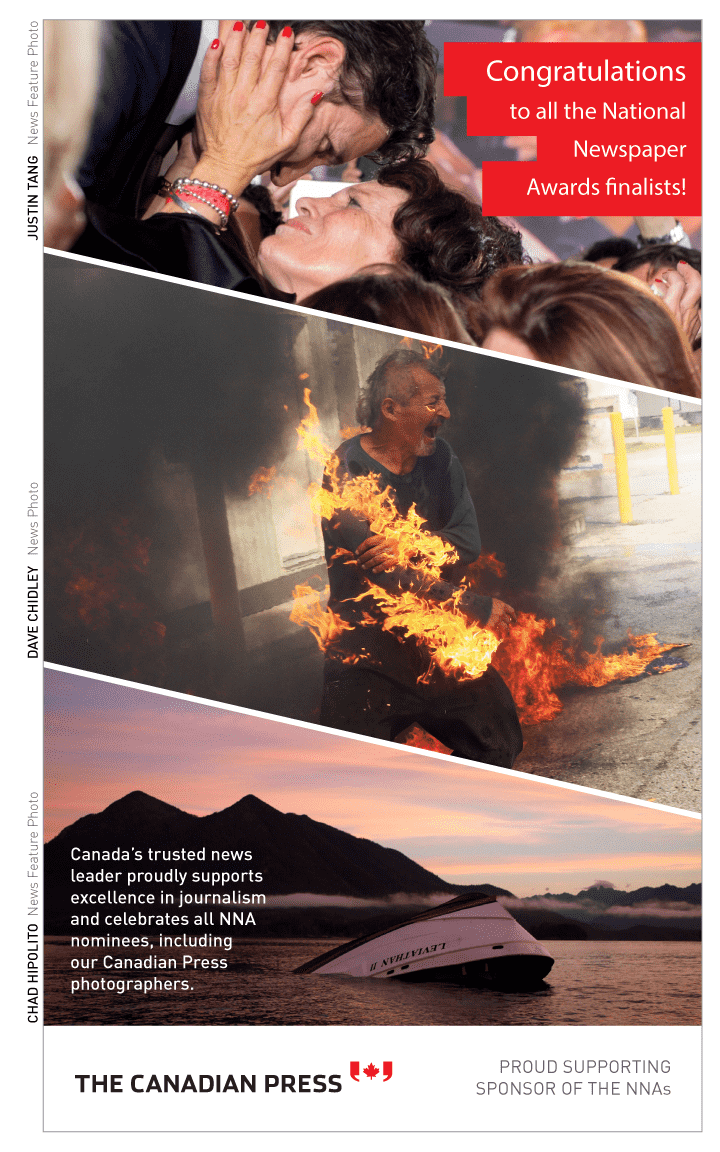 Congratulations
to all the National
Newspaper
Awards finalists!
JUSTIN TANG News Feature Photo
DAVE CHIDLEY News Photo
CHAD HIPOLITO News Feature Photo
Canada's trusted news
leader proudly supports
excellence in journalism
and celebrates all NNA
nominees, including
our Canadian Press
photographers.
LEVIATHAN II
THE CANADIAN PRESS
PROUD SUPPORTING
SPONSOR OF THE NNAs